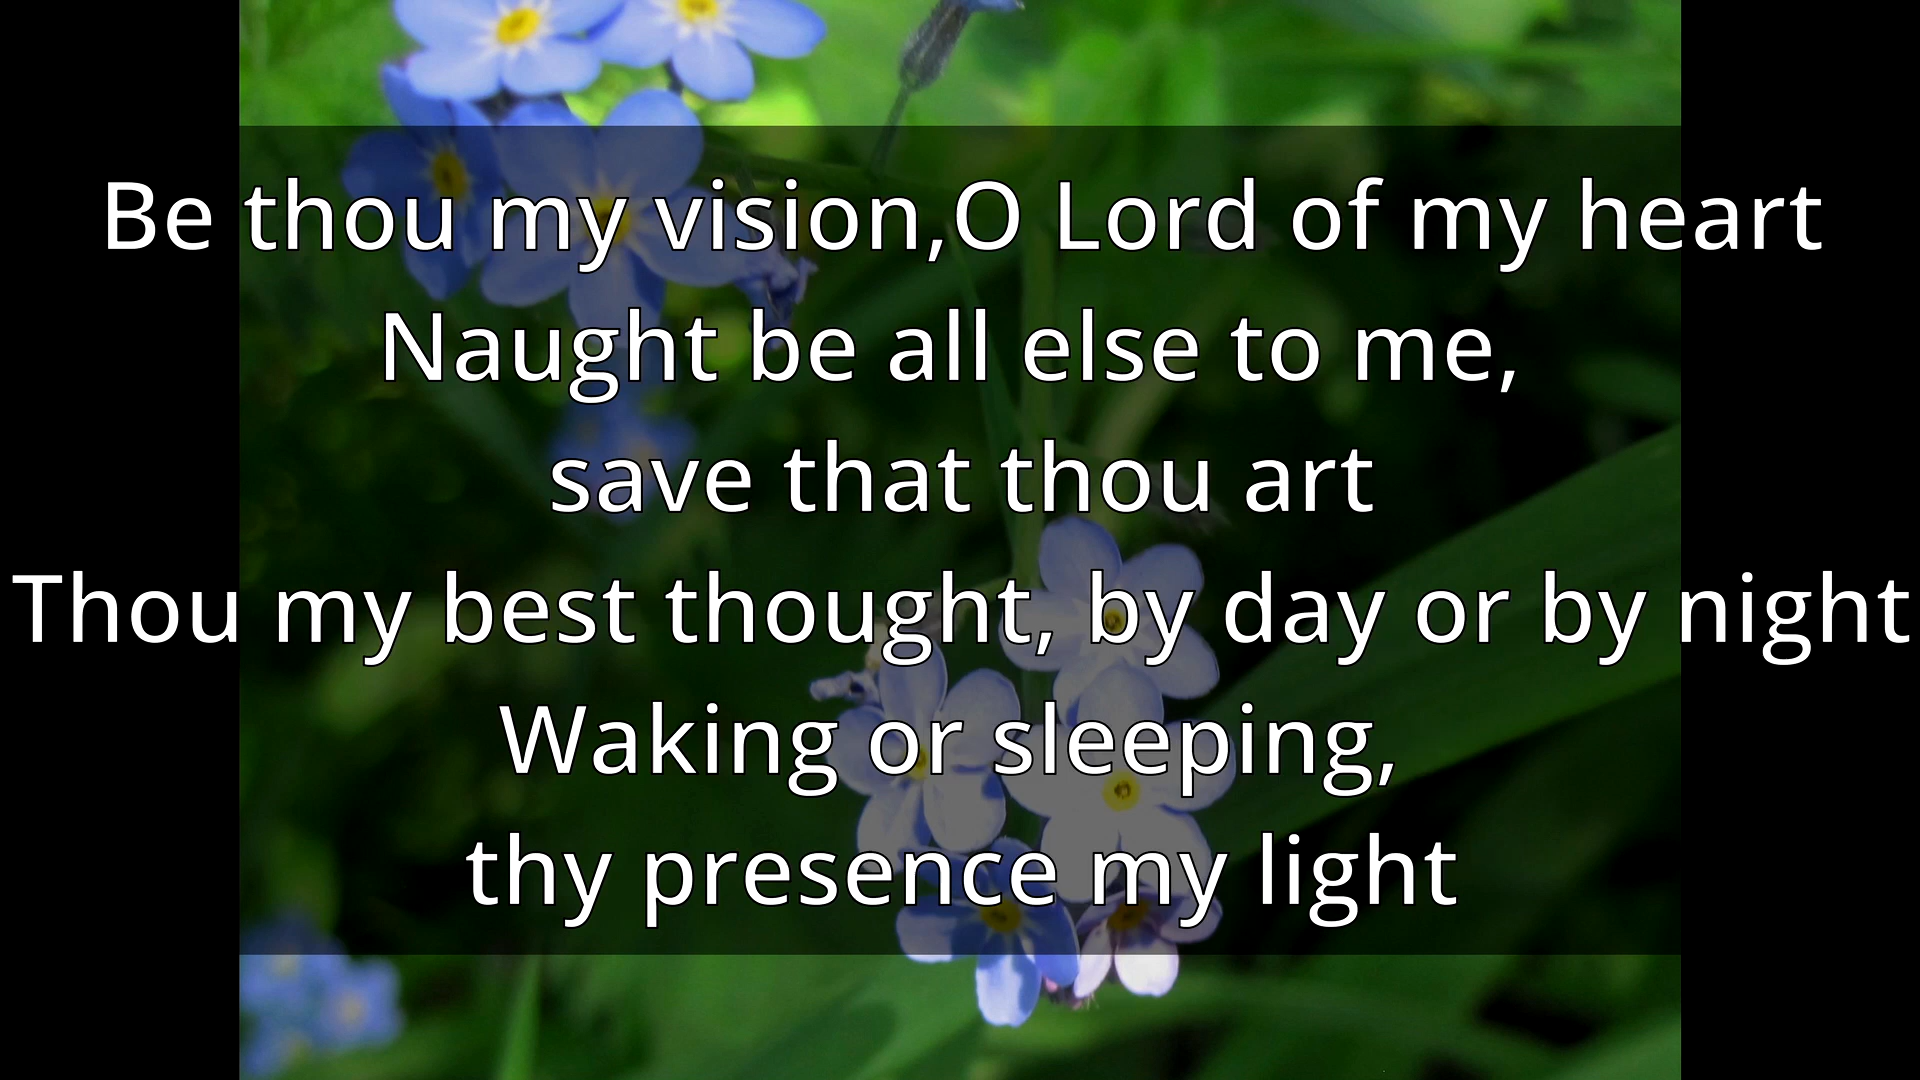 Be thou my vision,O Lord of my heart
Naught be all else to me,
save that thou art
Thou my best thought, by day or by night
Waking or sleeping,
thy presence my light